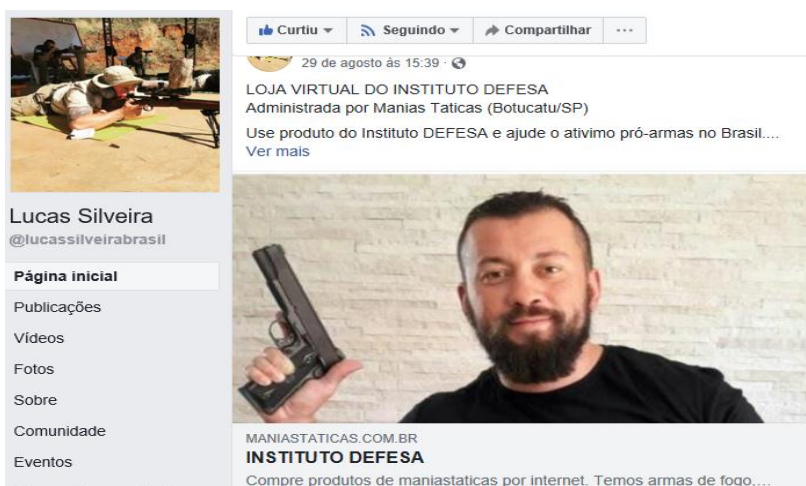 Lucas Silveira
@lucassilveirabrasil
Página inicial
Publicações
Vídeos
Fotos
Sobre
Comunidade
Eventos
Curtiu
Seguindo
Compartilhar
29 de agosto às 15:39
LOJA VIRTUAL DO INSTITUTO DEFESA
Administrada por Manias Taticas (Botucatu/SP)
Use produto do Instituto DEFESA e ajude o ativimo pró-armas no Brasil....
Ver mais
MANIASTATICAS.COM.BR
INSTITUTO DEFESA
Compre produtos de maniastaticas por internet. Temos armas de fogo,...